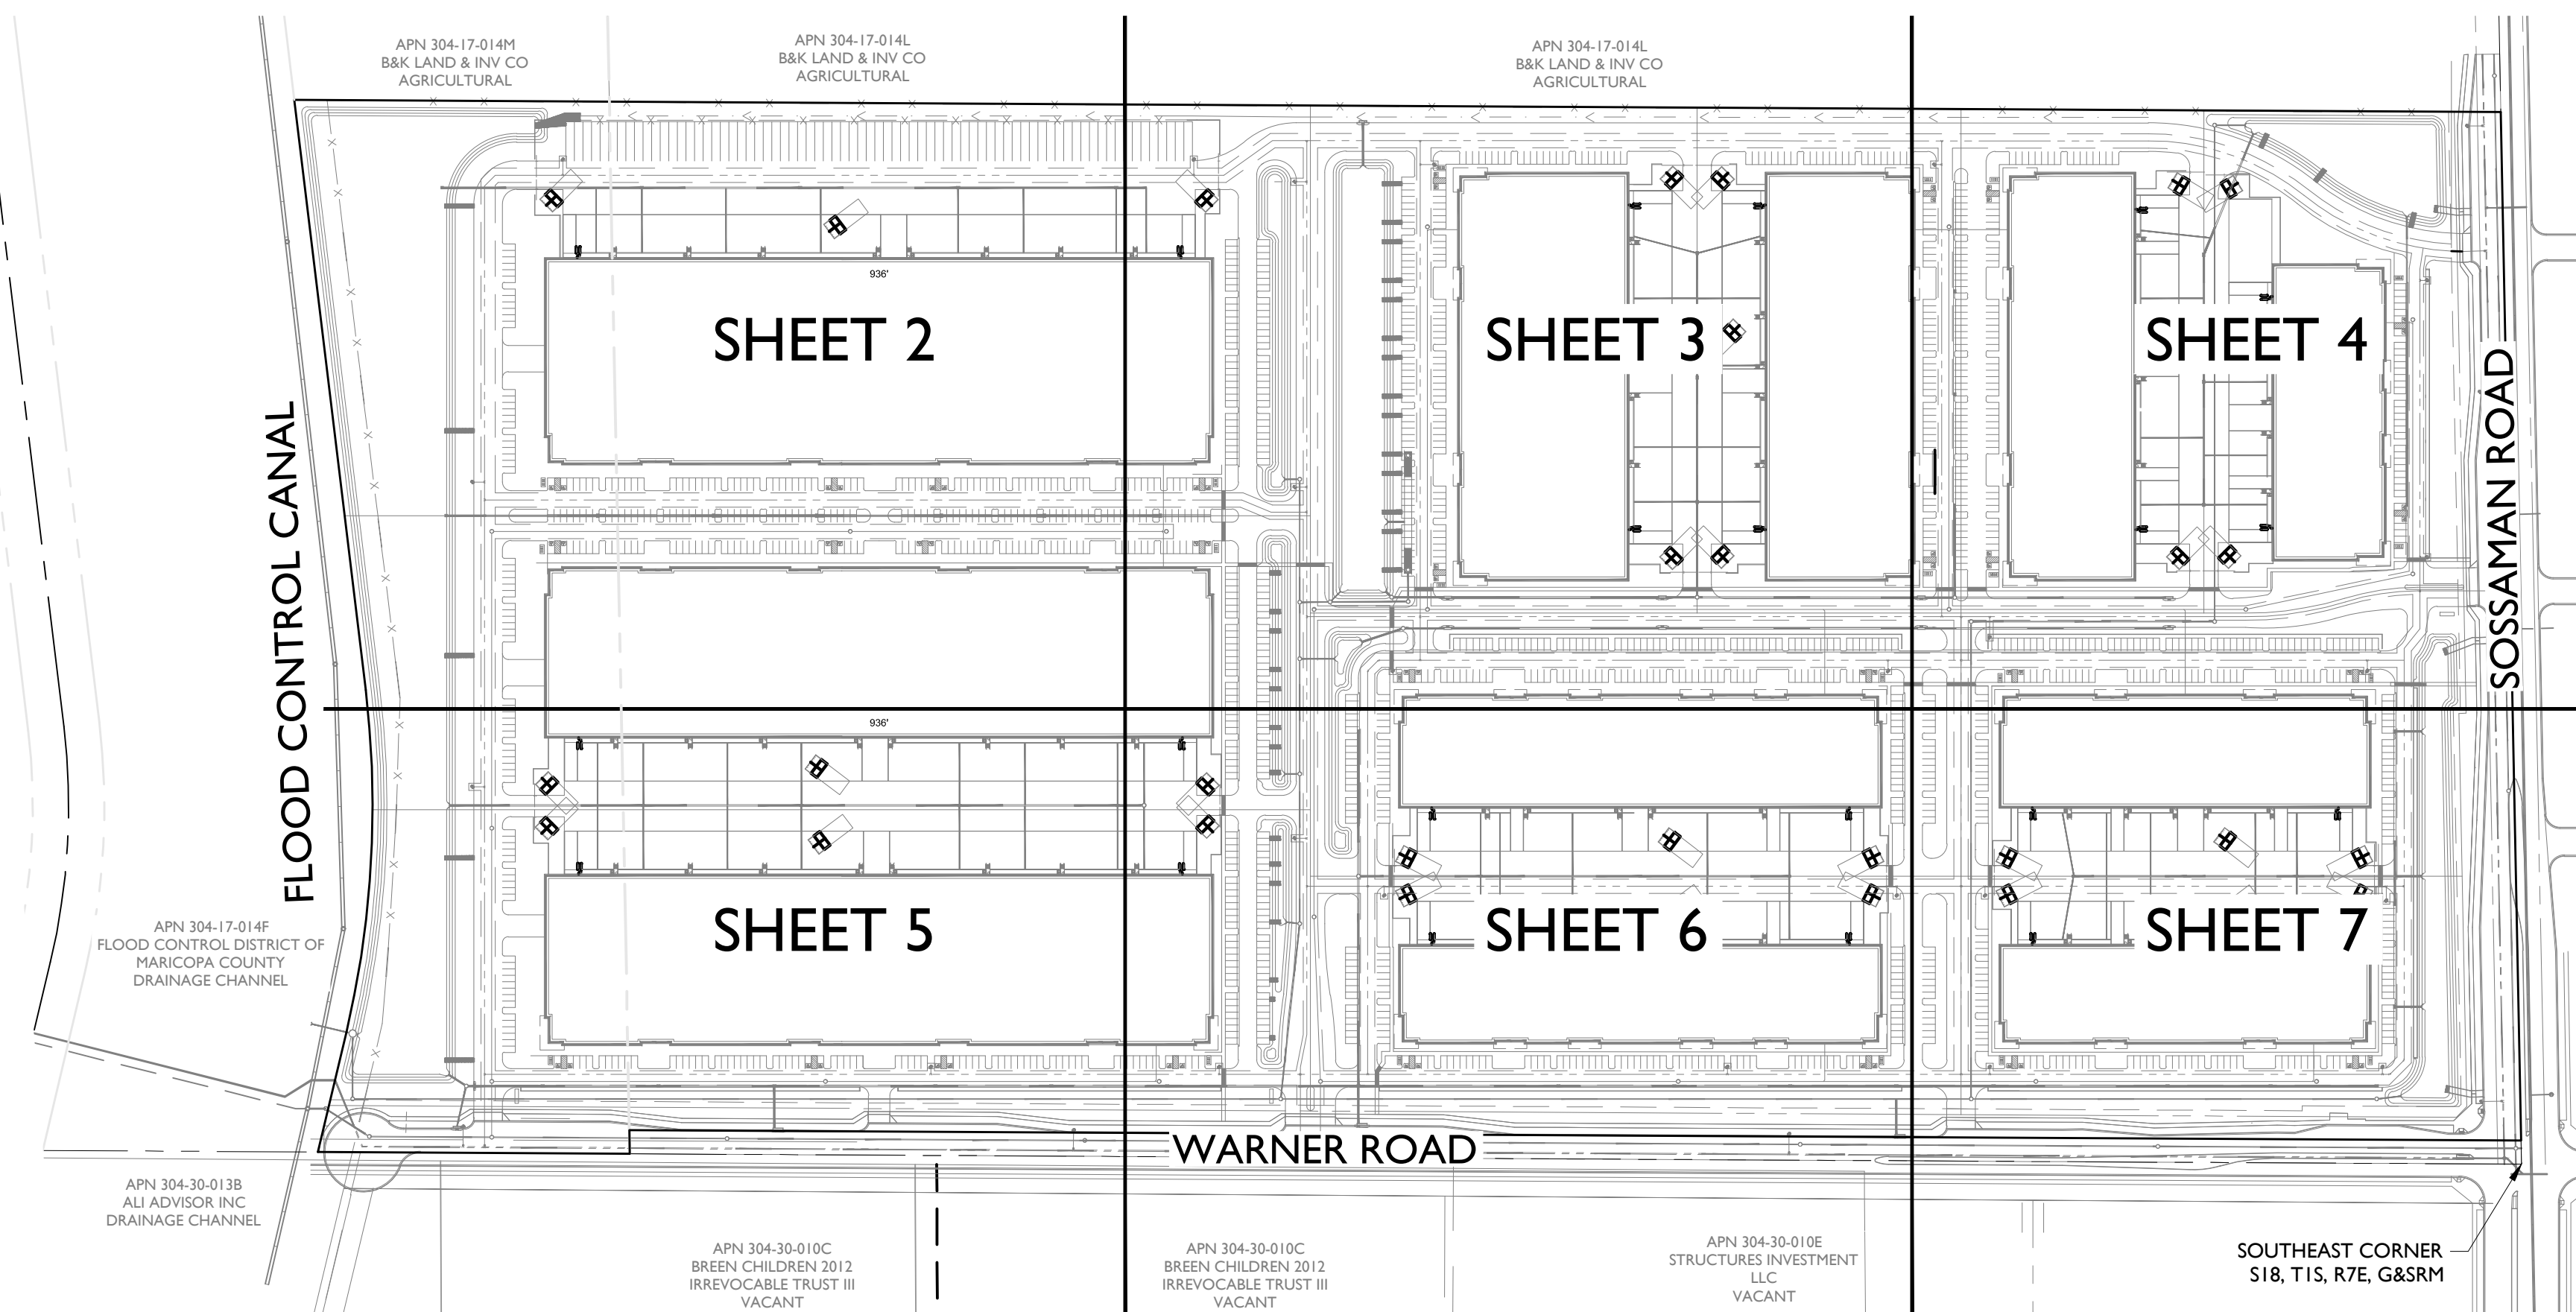 APN 304-17-014M
B&K LAND & INV CO
AGRICULTURAL
APN 304-17-014L
B&K LAND & INV CO
AGRICULTURAL
APN 304-17-014L
B&K LAND & INV CO
AGRICULTURAL
936'
SHEET 2
SHEET 3
SHEET 4
FLOOD CONTROL CANAL
SOSSAMAN ROAD
936'
SHEET 5
SHEET 6
SHEET 7
APN 304-17-014F
FLOOD CONTROL DISTRICT OF
MARICOPA COUNTY
DRAINAGE CHANNEL
WARNER ROAD
APN 304-30-013B
ALI ADVISOR INC
DRAINAGE CHANNEL
APN 304-30-010C
BREEN CHILDREN 2012
IRREVOCABLE TRUST III
VACANT
APN 304-30-010C
BREEN CHILDREN 2012
IRREVOCABLE TRUST III
VACANT
APN 304-30-010E
STRUCTURES INVESTMENT
LLC
VACANT
SOUTHEAST CORNER
S18, T1S, R7E, G&SRM